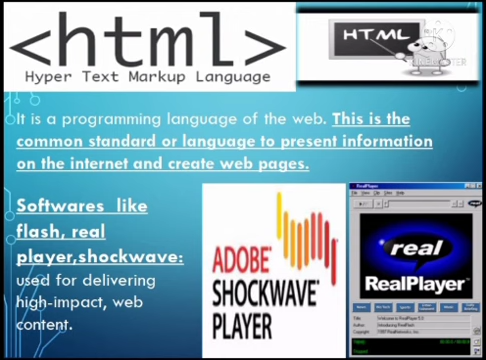 <html>
Hyper Text Markup Language
HTML
It is a programming language of the web. This is the
common standard or language to present information
on the internet and create web pages.
Softwares like
flash, real
player,shockwave:
used for delivering
high-impact, web
content.
ADOBE
SHOCKWAVE
PLAYER
RealPlayer
real
RealPlayer